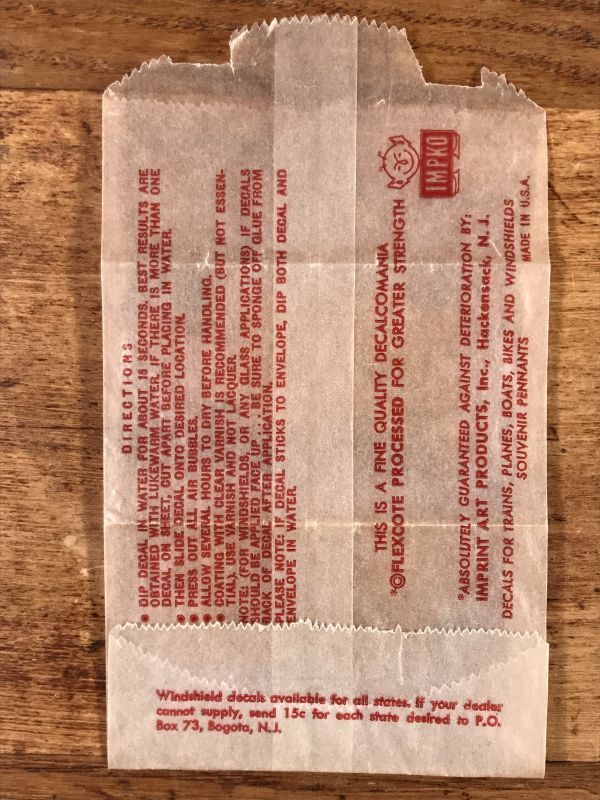 DIRECTIONS
● DIP DECAL IN WATER FOR ABOUT 15 SECONDS. BEST RESULTS ARE
OBTAINED WITH LUKEWARM WATER. IF THERE IS MORE THAN ONE
DECAL ON SHEET, CUT APART BEFORE PLACING IN WATER.
● THEN SLIDE DECAL ONTO DESIRED LOCATION.
● PRESS OUT ALL AIR BUBBLES.
● ALLOW SEVERAL HOURS TO DRY BEFORE HANDLING.
● COATING WITH CLEAR VARNISH IS RECOMMENDED (BUT NOT ESSEN-
TIAL). USE VARNISH AND NOT LACQUER.
NOTE: (FOR WINDSHIELDS, OR ANY GLASS APPLICATIONS) IF DECALS
SHOULD BE APPLIED FACE UP. BE SURE TO SPONGE OFF GLUE FROM
BACK OF DECAL AFTER APPLICATION.
PLEASE NOTE: IF DECAL STICKS TO ENVELOPE, DIP BOTH DECAL AND
ENVELOPE IN WATER.
IMPKO
THIS IS A FINE QUALITY DECALCOMANIA
*©FLEXCOTE PROCESSED FOR GREATER STRENGTH
*ABSOLUTELY GUARANTEED AGAINST DETERIORATION BY:
IMPRINT ART PRODUCTS, Inc., Hackensack, N. J.
DECALS FOR TRAINS, PLANES, BOATS, BIKES AND WINDSHIELDS
SOUVENIR PENNANTS
MADE IN U.S.A.
Windshield decals available for all states. If your dealer
cannot supply, send 15c for each state desired to P.O.
Box 73, Bogota, N.J.